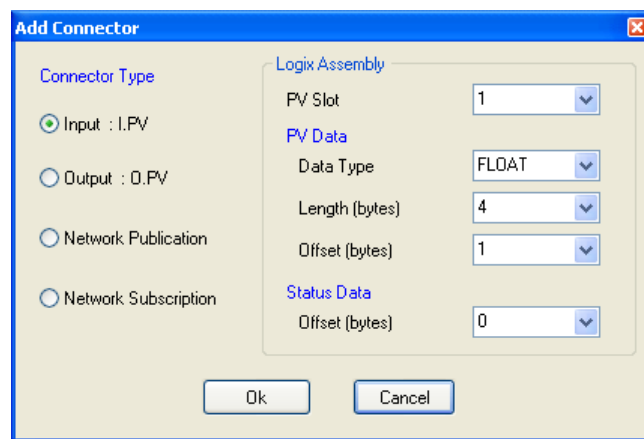 Add Connector
Connector Type
Input : I.PV
Output : O.PV
Network Publication
Network Subscription
Logix Assembly
PV Slot 1
PV Data
Data Type FLOAT
Length (bytes) 4
Offset (bytes) 1
Status Data
Offset (bytes) 0
Ok Cancel